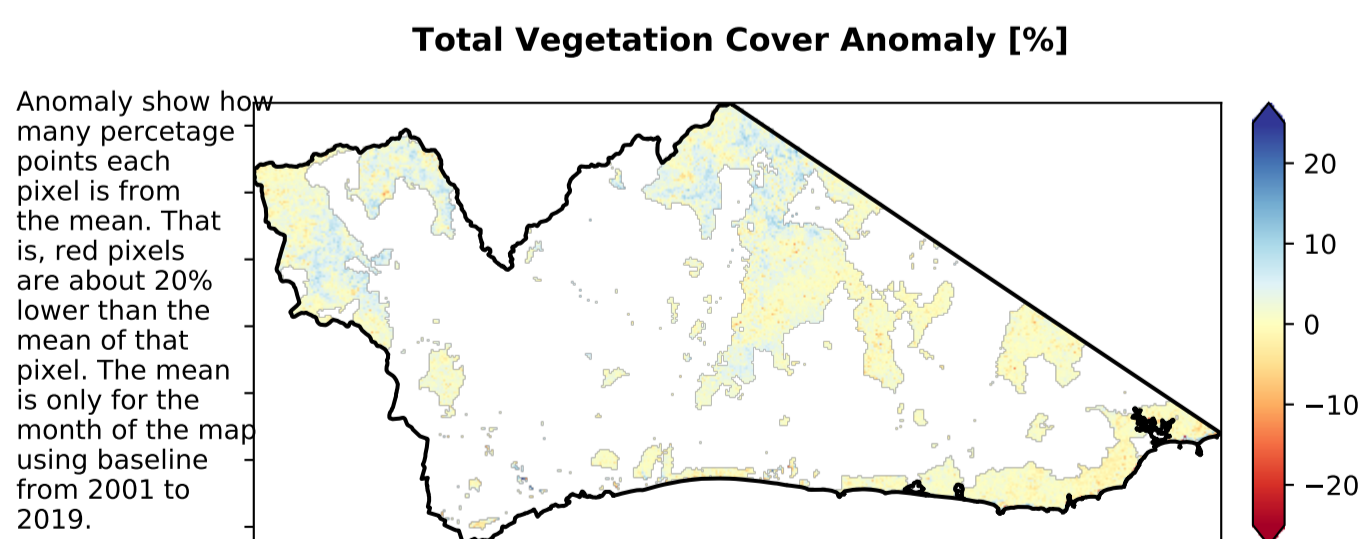 Total Vegetation Cover Anomaly [%]
Anomaly show how
many percetage
points each
pixel is from
the mean. That
is, red pixels
are about 20%
lower than the
mean of that
pixel. The mean
is only for the
month of the map
using baseline
from 2001 to
2019.
20
10
0
−10
−20